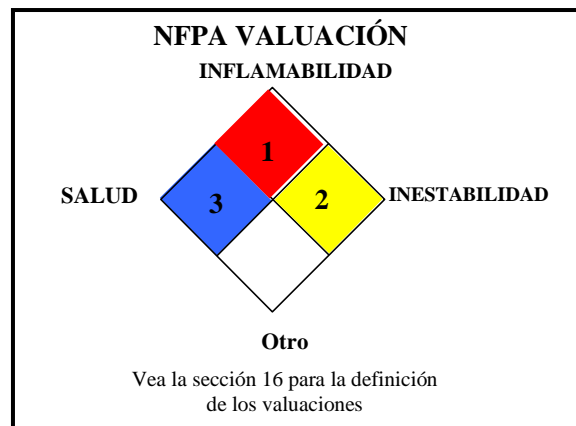 NFPA VALUACIÓN
INFLAMABILIDAD
1
SALUD
3
2
INESTABILIDAD
Otro
Vea la sección 16 para la definición
de los valuaciones